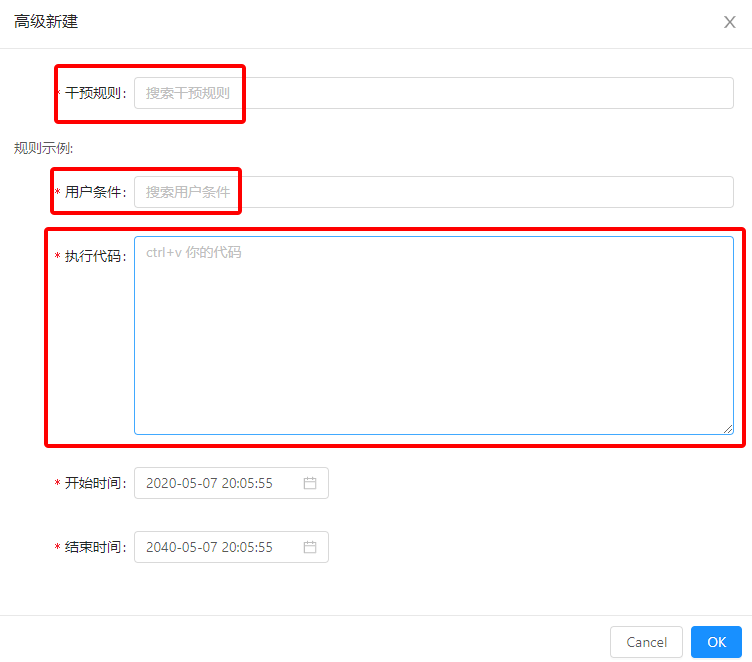 高级新建
* 干预规则: 搜索干预规则
规则示例:
* 用户条件: 搜索用户条件
* 执行代码: ctrl+v 你的代码
* 开始时间: 2020-05-07 20:05:55
* 结束时间: 2040-05-07 20:05:55
Cancel OK